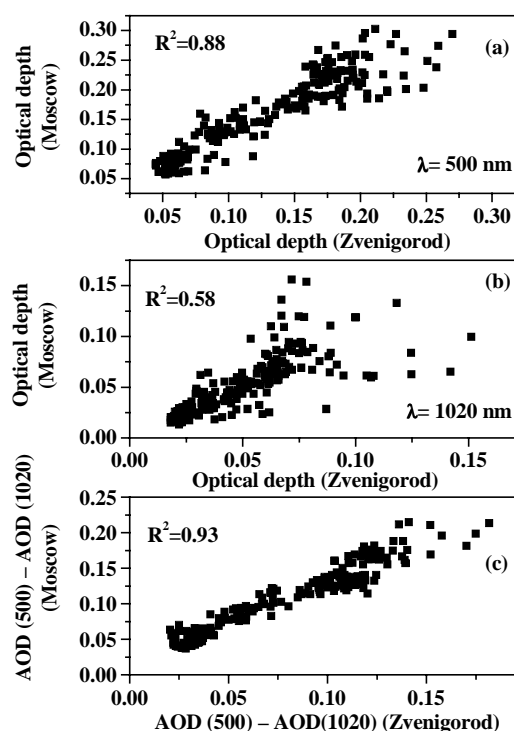 0.30
0.25
0.20
0.15
0.10
0.05
Optical depth
(Moscow)
R²=0.88
(a)
λ= 500 nm
0.05 0.10 0.15 0.20 0.25 0.30
Optical depth (Zvenigorod)
0.15
0.10
0.05
0.00
Optical depth
(Moscow)
R²=0.58
(b)
λ= 1020 nm
0.00 0.05 0.10 0.15
Optical depth (Zvenigorod)
0.25
0.20
0.15
0.10
0.05
0.00
AOD (500) – AOD (1020)
(Moscow)
R²=0.93
(c)
0.00 0.05 0.10 0.15 0.20
AOD (500) – AOD(1020) (Zvenigorod)